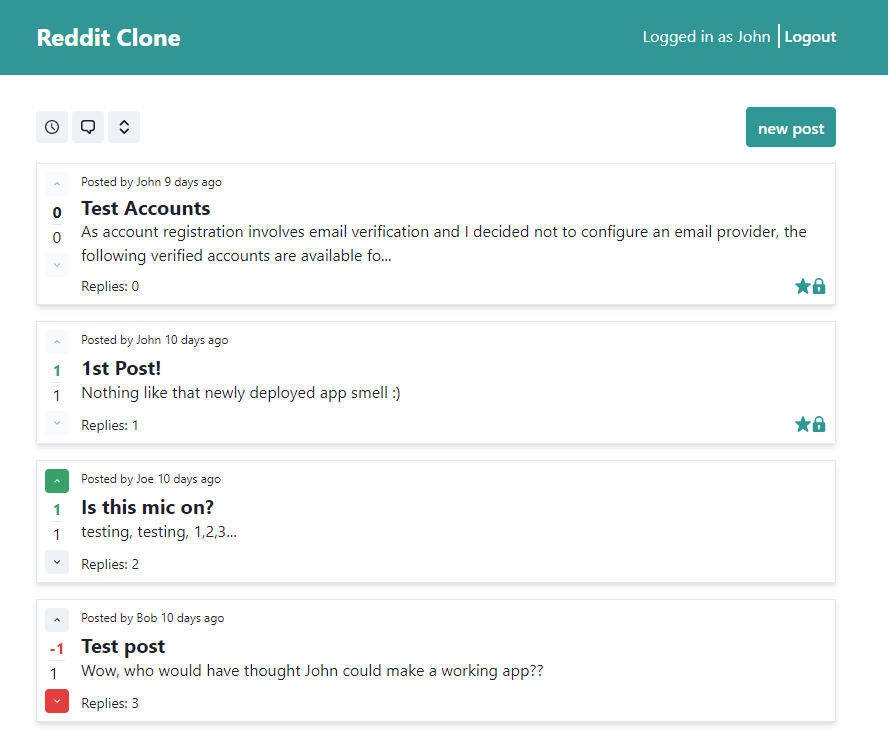 Reddit Clone
Logged in as John
Logout
new post
Posted by John 9 days ago
Test Accounts
0
0
As account registration involves email verification and I decided not to configure an email provider, the
following verified accounts are available fo...
Replies: 0
Posted by John 10 days ago
1st Post!
1
1
Nothing like that newly deployed app smell :)
Replies: 1
Posted by Joe 10 days ago
Is this mic on?
1
1
testing, testing, 1,2,3...
Replies: 2
Posted by Bob 10 days ago
Test post
-1
1
Wow, who would have thought John could make a working app??
Replies: 3